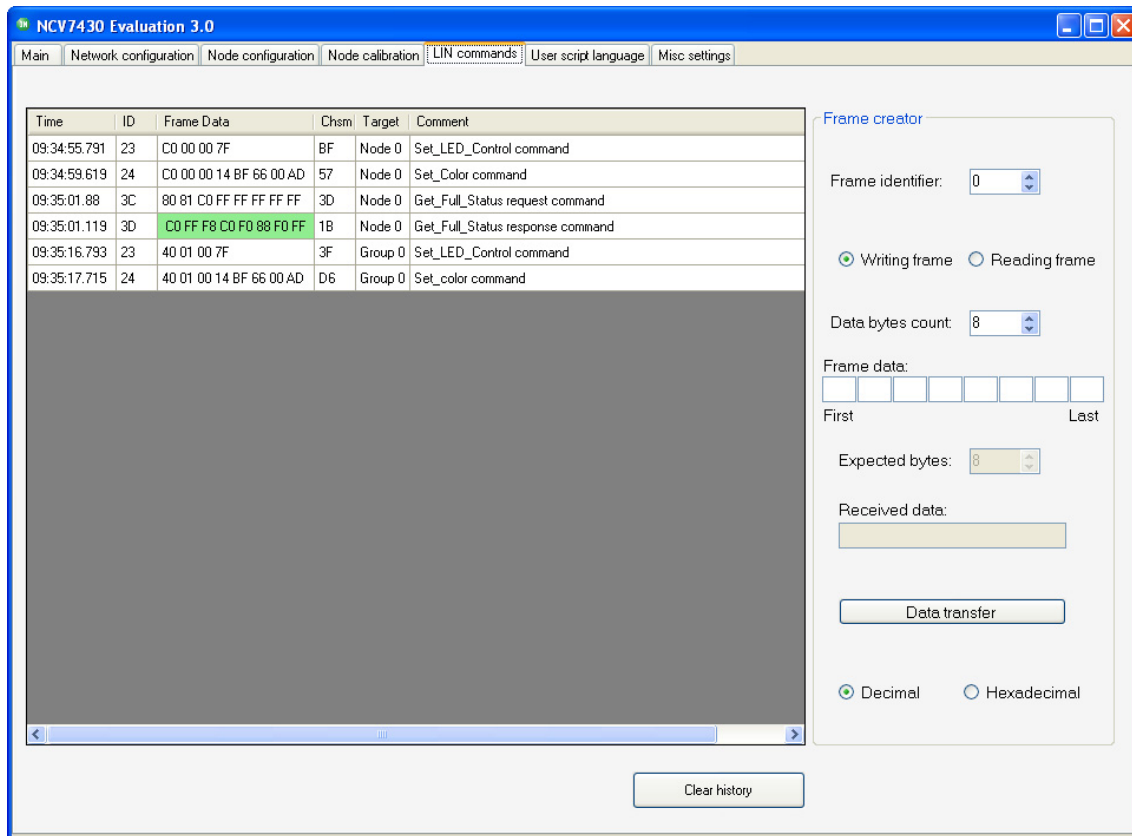 NCV7430 Evaluation 3.0
Main Network configuration Node configuration Node calibration LIN commands User script language Misc settings
Time ID Frame Data Chsm Target Comment
09:34:55.791 23 C0 00 00 7F BF Node 0 Set_LED_Control command
09:34:59.619 24 C0 00 00 14 BF 66 00 AD 57 Node 0 Set_Color command
09:35:01.88 3C 80 81 C0 FF FF FF FF FF 3D Node 0 Get_Full_Status request command
09:35:01.119 3D C0 FF F8 C0 F0 88 F0 FF 1B Node 0 Get_Full_Status response command
09:35:16.793 23 40 01 00 7F 3F Group 0 Set_LED_Control command
09:35:17.715 24 40 01 00 14 BF 66 00 AD D6 Group 0 Set_color command
Frame creator
Frame identifier: 0
Writing frame Reading frame
Data bytes count: 8
Frame data:
First Last
Expected bytes: 8
Received data:
Data transfer
Decimal Hexadecimal
Clear history